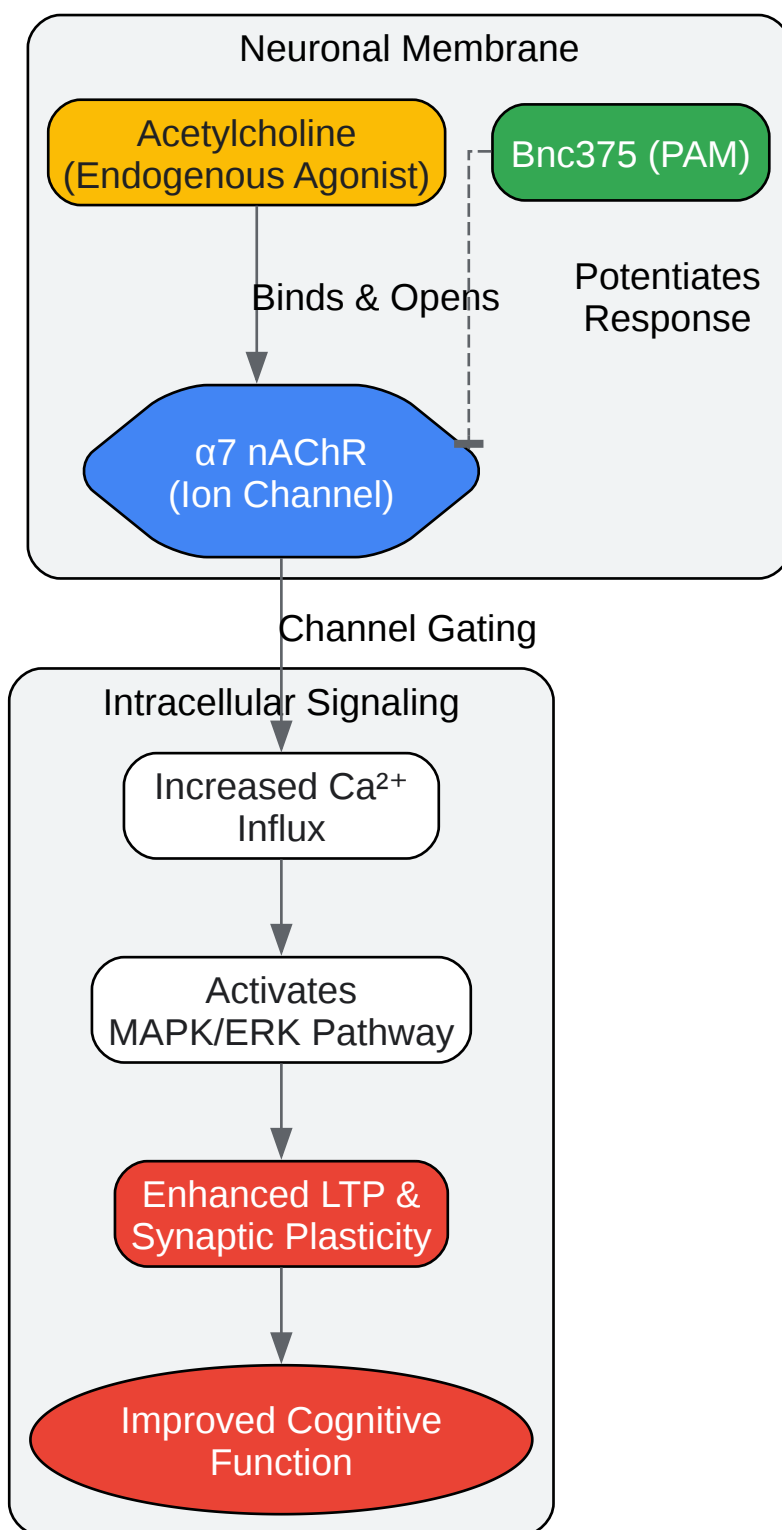 Neuronal Membrane
Acetylcholine
(Endogenous Agonist)
Bnc375 (PAM)
Binds & Opens
Potentiates
Response
α7 nAChR
(Ion Channel)
Channel Gating
Intracellular Signaling
Increased Ca²⁺
Influx
Activates
MAPK/ERK Pathway
Enhanced LTP &
Synaptic Plasticity
Improved Cognitive
Function